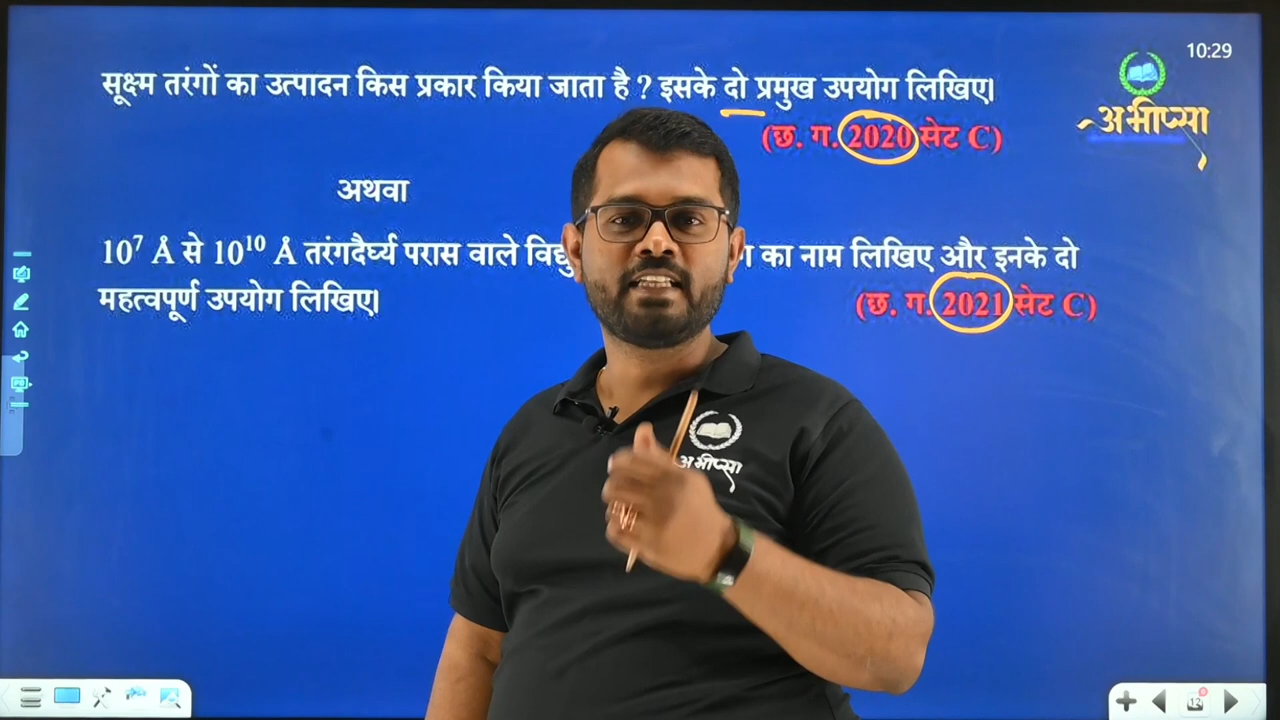 10:29
अभीप्सा
सूक्ष्म तरंगों का उत्पादन किस प्रकार किया जाता है ? इसके दो प्रमुख उपयोग लिखिए।
(छ. ग. 2020 सेट C)
अथवा
10⁷ Å से 10¹⁰ Å तरंगदैर्घ्य परास वाले का नाम लिखिए और इनके दो
महत्वपूर्ण उपयोग लिखिए।
(छ. ग. 2021 सेट C)
अभीप्सा
12